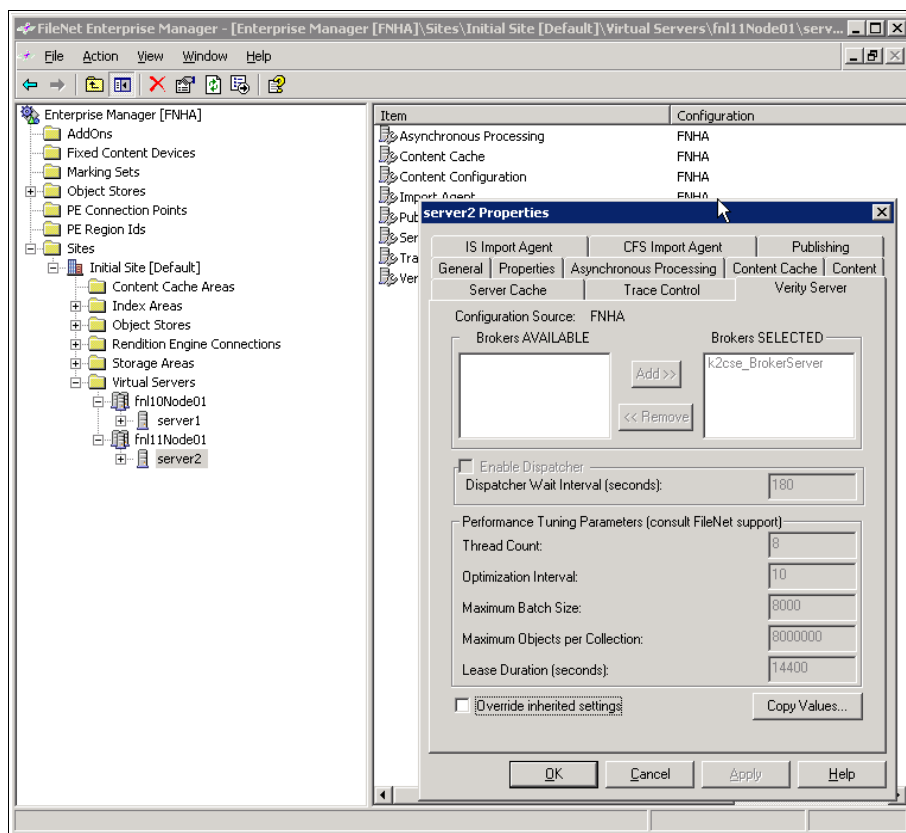 FileNet Enterprise Manager - [Enterprise Manager [FNHA]\Sites\Initial Site [Default]\Virtual Servers\fnl11Node01\serv...
File Action View Window Help
Enterprise Manager [FNHA]
AddOns
Fixed Content Devices
Marking Sets
Object Stores
PE Connection Points
PE Region Ids
Sites
Initial Site [Default]
Content Cache Areas
Index Areas
Object Stores
Rendition Engine Connections
Storage Areas
Virtual Servers
fnl10Node01
server1
fnl11Node01
server2
Item Configuration
Asynchronous Processing FNHA
Content Cache FNHA
Content Configuration FNHA
Import Agent FNHA
Pub
Ser
Tra
Ver
server2 Properties
IS Import Agent CFS Import Agent Publishing
General Properties Asynchronous Processing Content Cache Content
Server Cache Trace Control Verity Server
Configuration Source: FNHA
Brokers AVAILABLE Brokers SELECTED
k2cse_BrokerServer
Add >>
<< Remove
Enable Dispatcher
Dispatcher Wait Interval (seconds): 180
Performance Tuning Parameters (consult FileNet support)
Thread Count: 8
Optimization Interval: 10
Maximum Batch Size: 8000
Maximum Objects per Collection: 8000000
Lease Duration (seconds): 14400
Override inherited settings Copy Values...
OK Cancel Apply Help